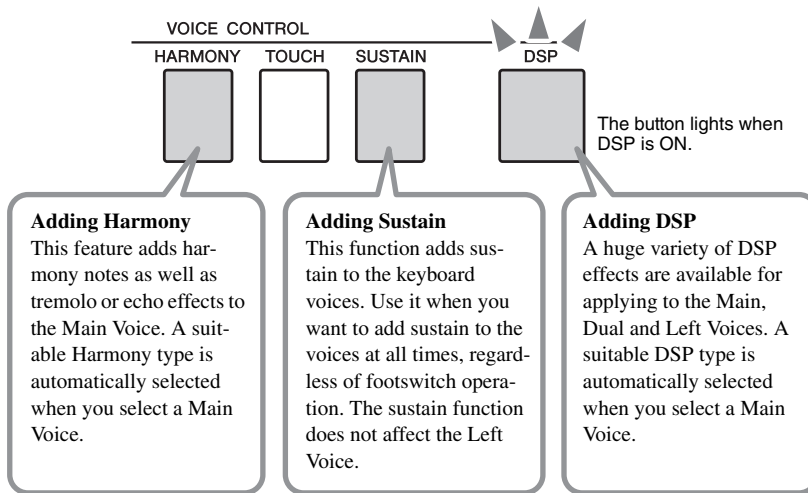 VOICE CONTROL
HARMONY TOUCH SUSTAIN DSP
The button lights when
DSP is ON.
Adding Harmony
This feature adds har-
mony notes as well as
tremolo or echo effects to
the Main Voice. A suit-
able Harmony type is
automatically selected
when you select a Main
Voice.
Adding Sustain
This function adds sus-
tain to the keyboard
voices. Use it when you
want to add sustain to the
voices at all times, regard-
less of footswitch opera-
tion. The sustain function
does not affect the Left
Voice.
Adding DSP
A huge variety of DSP
effects are available for
applying to the Main,
Dual and Left Voices. A
suitable DSP type is
automatically selected
when you select a Main
Voice.